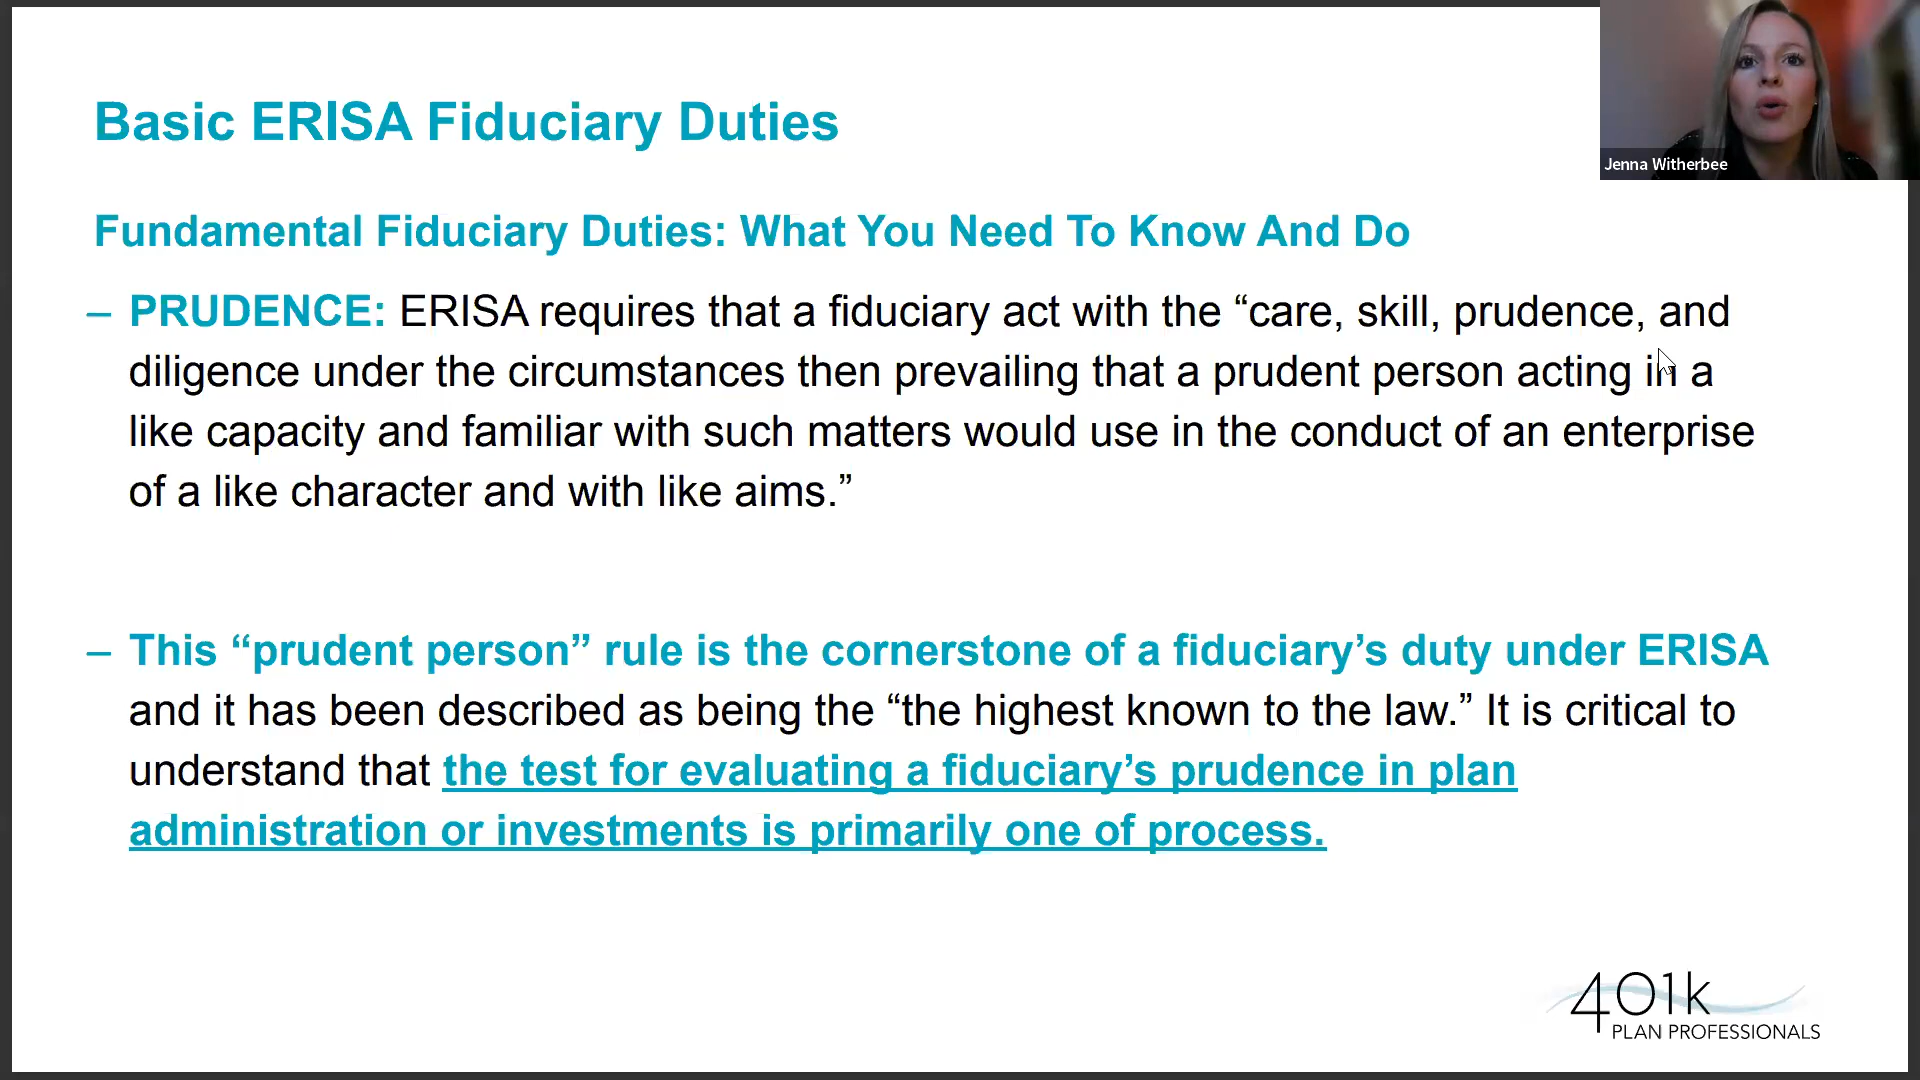 Basic ERISA Fiduciary Duties
Jenna Witherbee
Fundamental Fiduciary Duties: What You Need To Know And Do
– PRUDENCE: ERISA requires that a fiduciary act with the “care, skill, prudence, and
diligence under the circumstances then prevailing that a prudent person acting in a
like capacity and familiar with such matters would use in the conduct of an enterprise
of a like character and with like aims.”
– This “prudent person” rule is the cornerstone of a fiduciary’s duty under ERISA
and it has been described as being the “the highest known to the law.” It is critical to
understand that the test for evaluating a fiduciary’s prudence in plan
administration or investments is primarily one of process.
401k
PLAN PROFESSIONALS